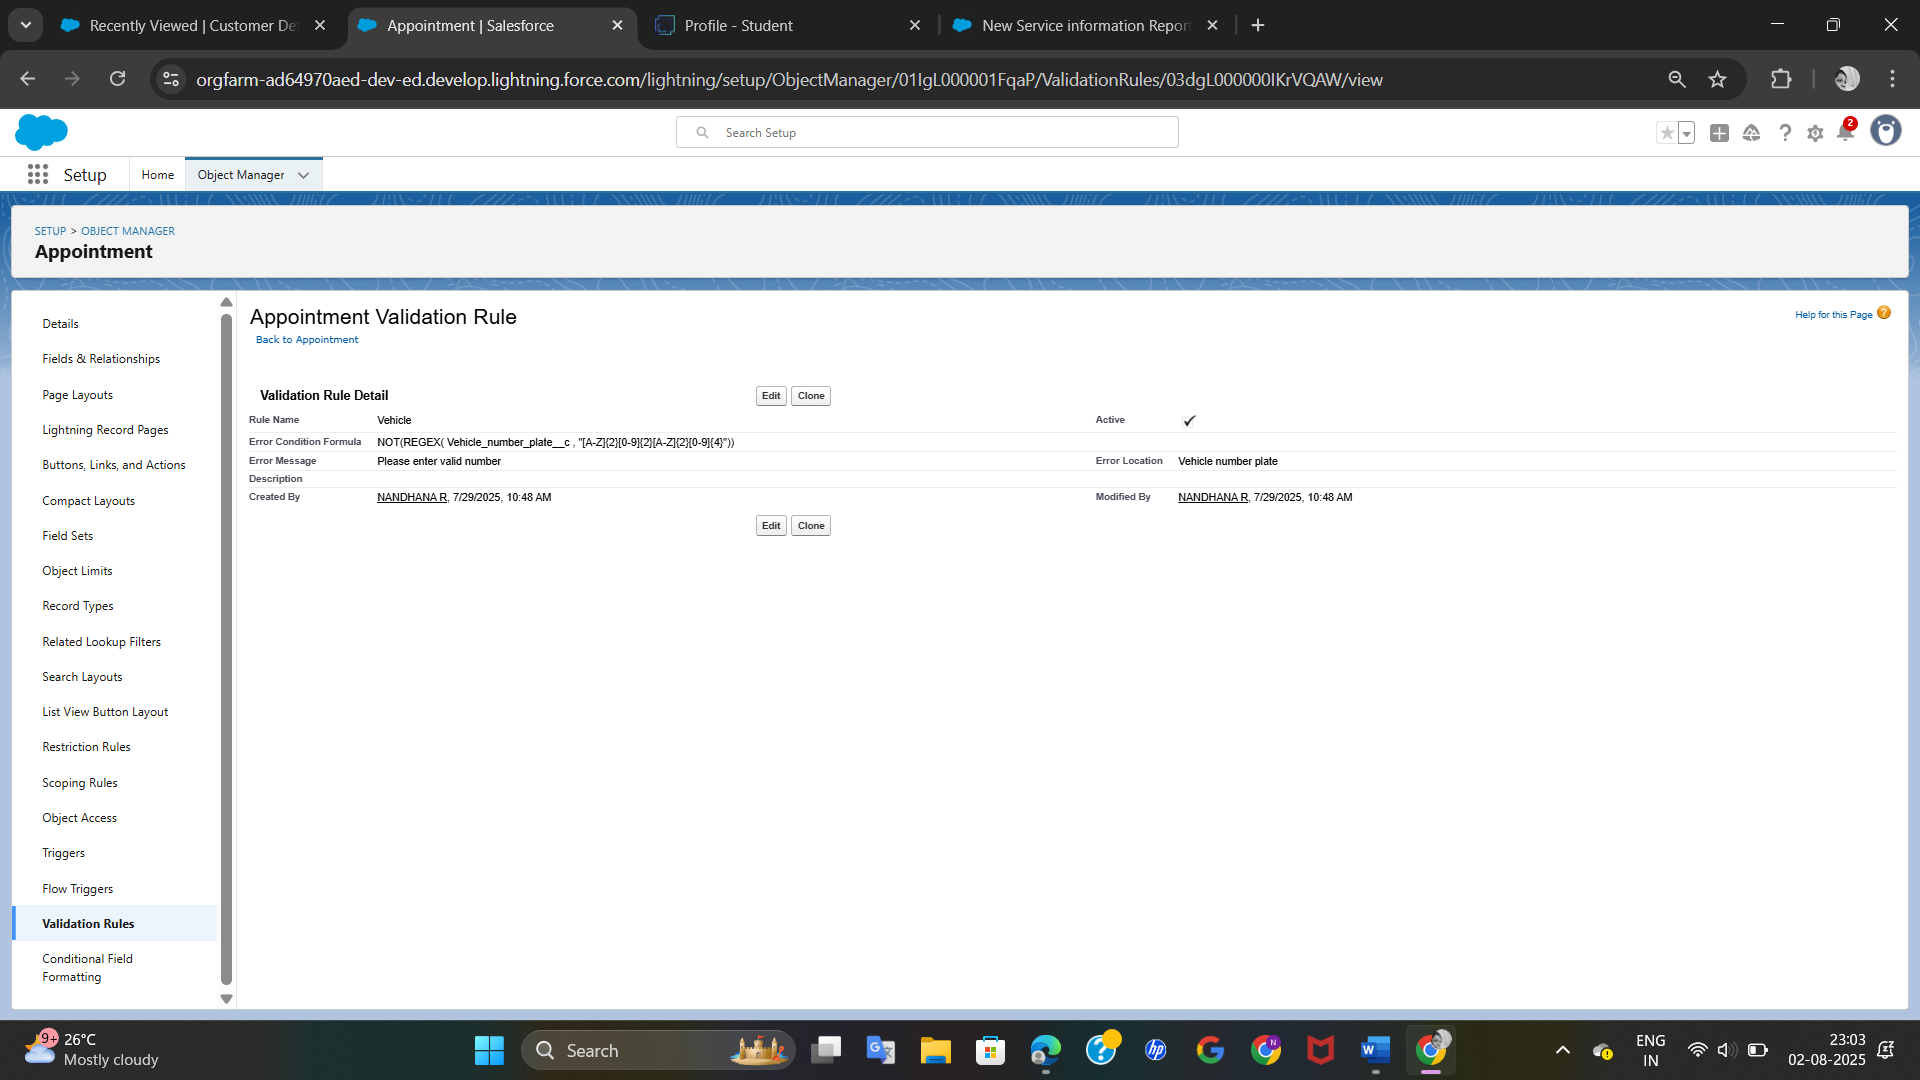 Recently Viewed | Customer De
Appointment | Salesforce
Profile - Student
New Service information Report
orgfarm-ad64970aed-dev-ed.develop.lightning.force.com/lightning/setup/ObjectManager/01IgL000001FqaP/ValidationRules/03dgL000000IKrVQAW/view
Search Setup
2
Setup
Home
Object Manager
SETUP > OBJECT MANAGER
Appointment
Details
Fields & Relationships
Page Layouts
Lightning Record Pages
Buttons, Links, and Actions
Compact Layouts
Field Sets
Object Limits
Record Types
Related Lookup Filters
Search Layouts
List View Button Layout
Restriction Rules
Scoping Rules
Object Access
Triggers
Flow Triggers
Validation Rules
Conditional Field
Formatting
Appointment Validation Rule
Help for this Page
Back to Appointment
Validation Rule Detail
Edit Clone
Rule Name Vehicle Active
Error Condition Formula NOT(REGEX( Vehicle_number_plate__c , "[A-Z]{2}[0-9]{2}[A-Z]{2}[0-9]{4}"))
Error Message Please enter valid number Error Location Vehicle number plate
Description
Created By NANDHANA R, 7/29/2025, 10:48 AM Modified By NANDHANA R, 7/29/2025, 10:48 AM
Edit Clone
9+
26°C
Mostly cloudy
Search
hp
N
W
ENG
IN
23:03
02-08-2025